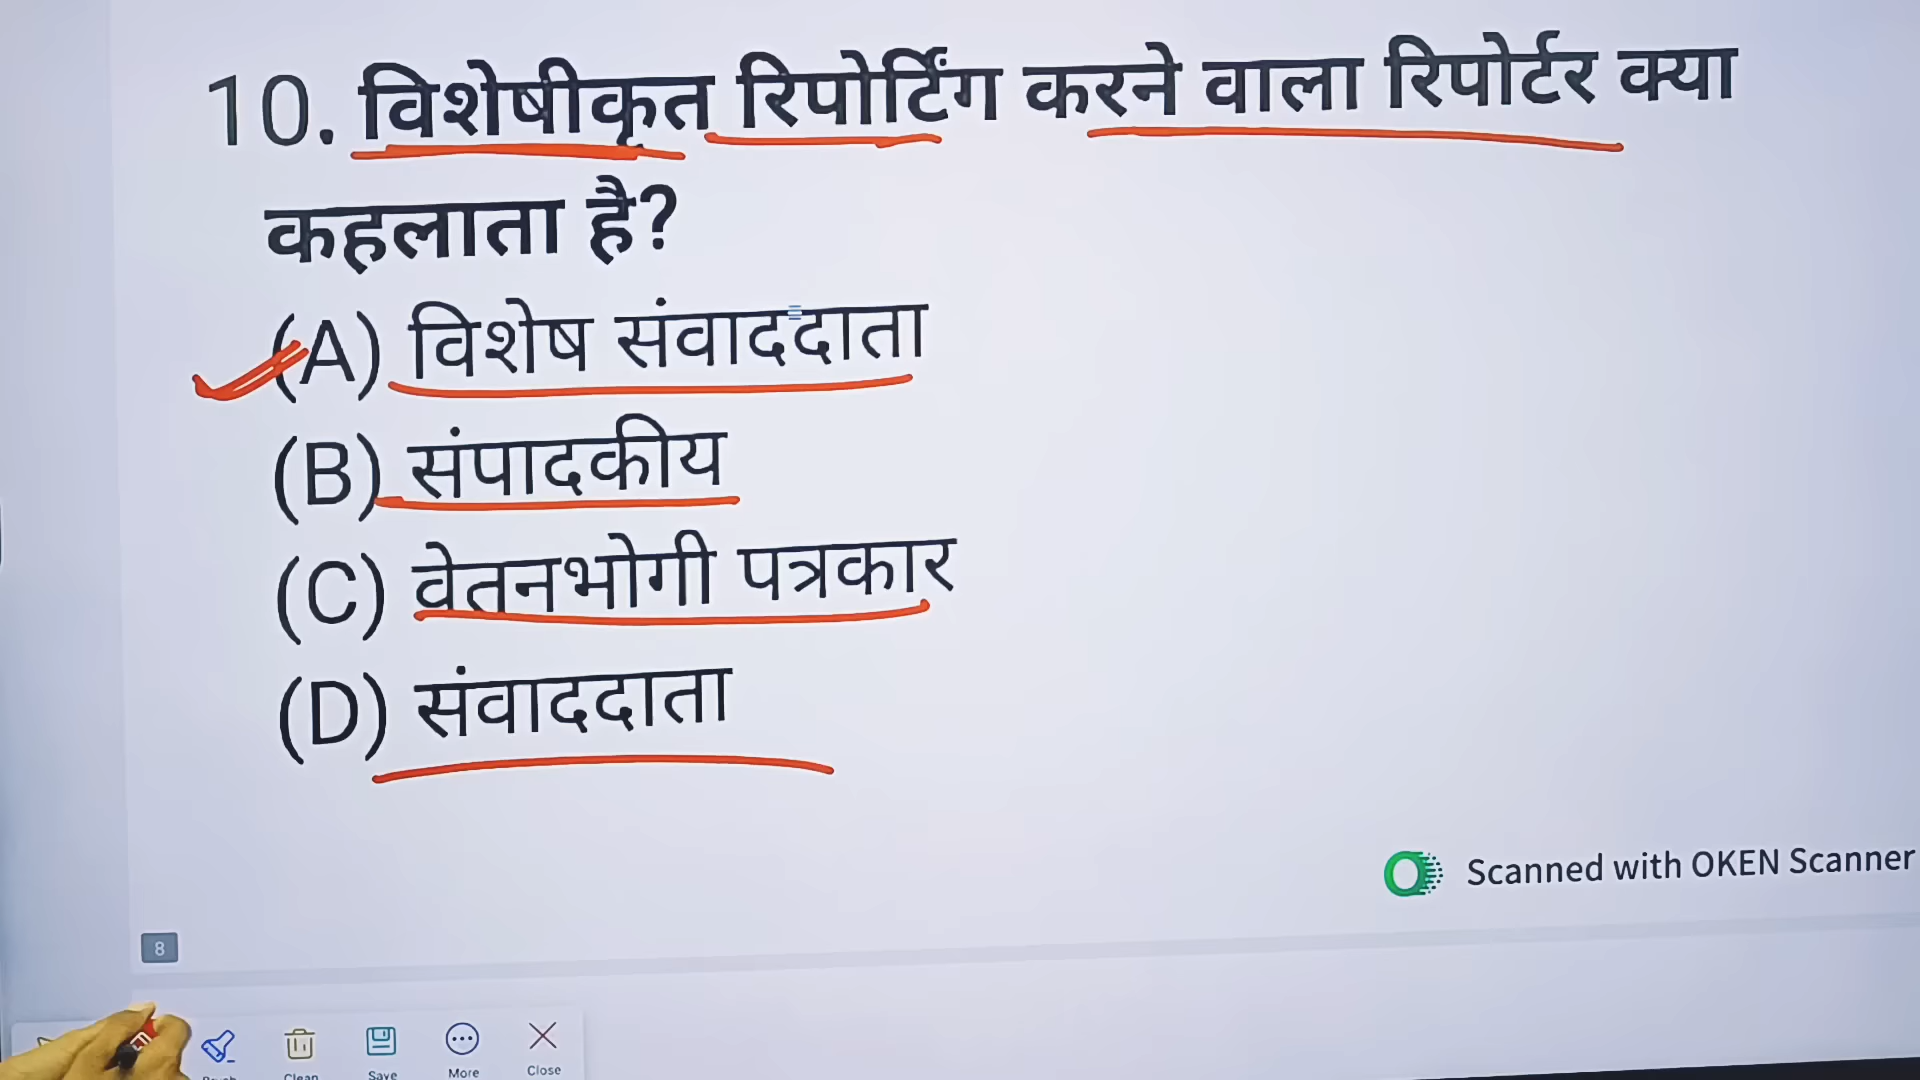 10. विशेषीकृत रिपोर्टिंग करने वाला रिपोर्टर क्या
कहलाता है?
(A) विशेष संवाददाता
(B) संपादकीय
(C) वेतनभोगी पत्रकार
(D) संवाददाता
Scanned with OKEN Scanner
8
Clean Save More Close